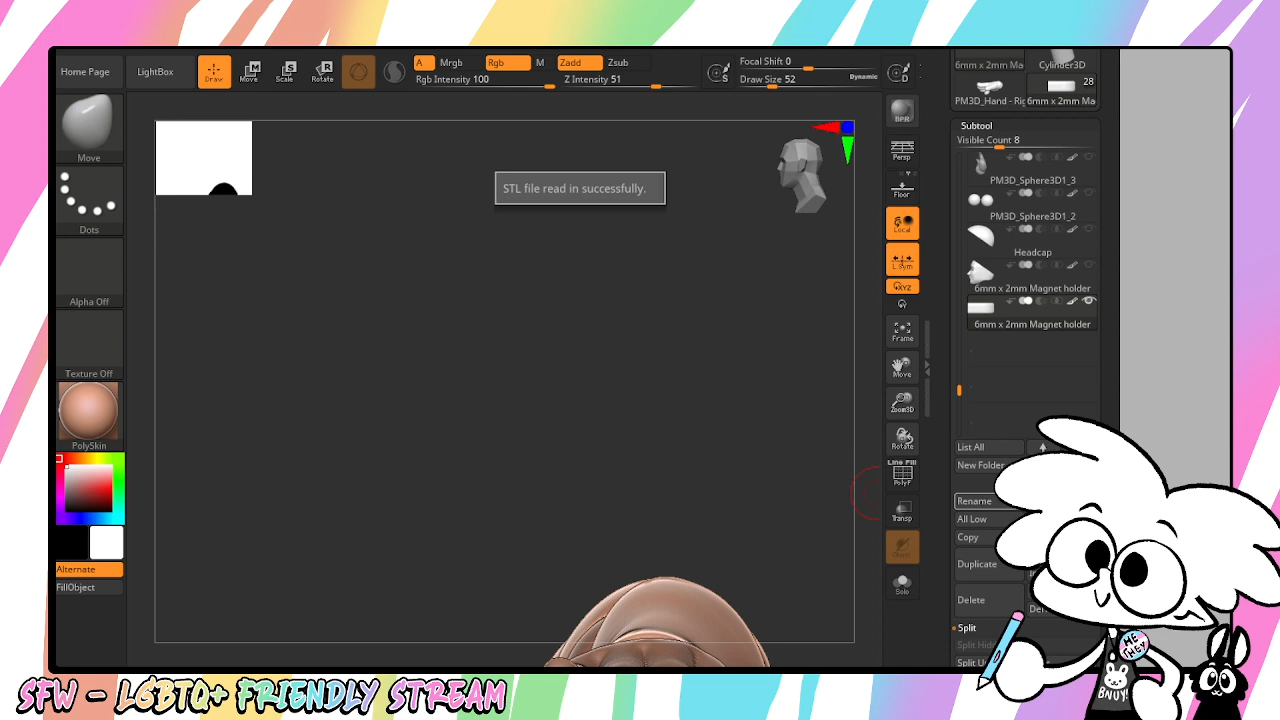 Home Page
LightBox
Draw
Move
Scale
Rotate
A
Mrgb
Rgb
M
Zadd
Zsub
Rgb Intensity 100
Z Intensity 51
Focal Shift 0
Draw Size 52
Dynamic
6mm x 2mm Ma
Cylinder3D
28
PM3D_Hand - Rig
6mm x 2mm Ma
Subtool
Visible Count 8
PM3D_Sphere3D1_3
PM3D_Sphere3D1_2
Headcap
6mm x 2mm Magnet holder
6mm x 2mm Magnet holder
List All
New Folder
Rename
All Low
Copy
Duplicate
Delete
Split
Split Hid
Move
Dots
Alpha Off
Texture Off
PolySkin
Alternate
FillObject
STL file read in successfully.
S
D
BPR
Persp
Floor
Local
L.Sym
XYZ
Frame
Move
Zoom3D
Rotate
Line Fill
PolyF
Transp
Solo
HE
THEY
BNUY!
SFW - LGBTQ+ FRIENDLY STREAM